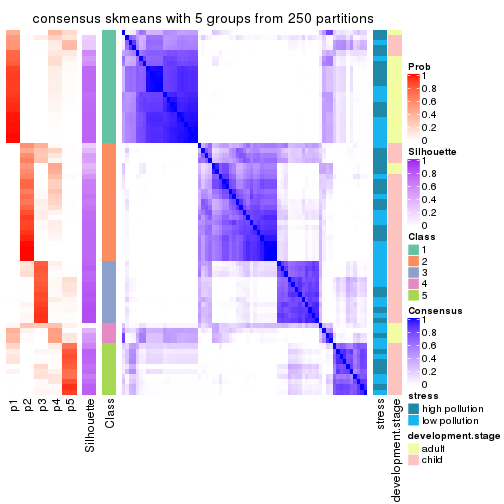 consensus skmeans with 5 groups from 250 partitions
Prob
1
0.8
0.6
0.4
0.2
0
Silhouette
1
0.8
0.6
0.4
0.2
0
Class
1
2
3
4
5
Consensus
1
0.8
0.6
0.4
0.2
0
stress
high pollution
low pollution
development.stage
adult
child
p1
p2
p3
p4
p5
Silhouette
Class
stress
development.stage